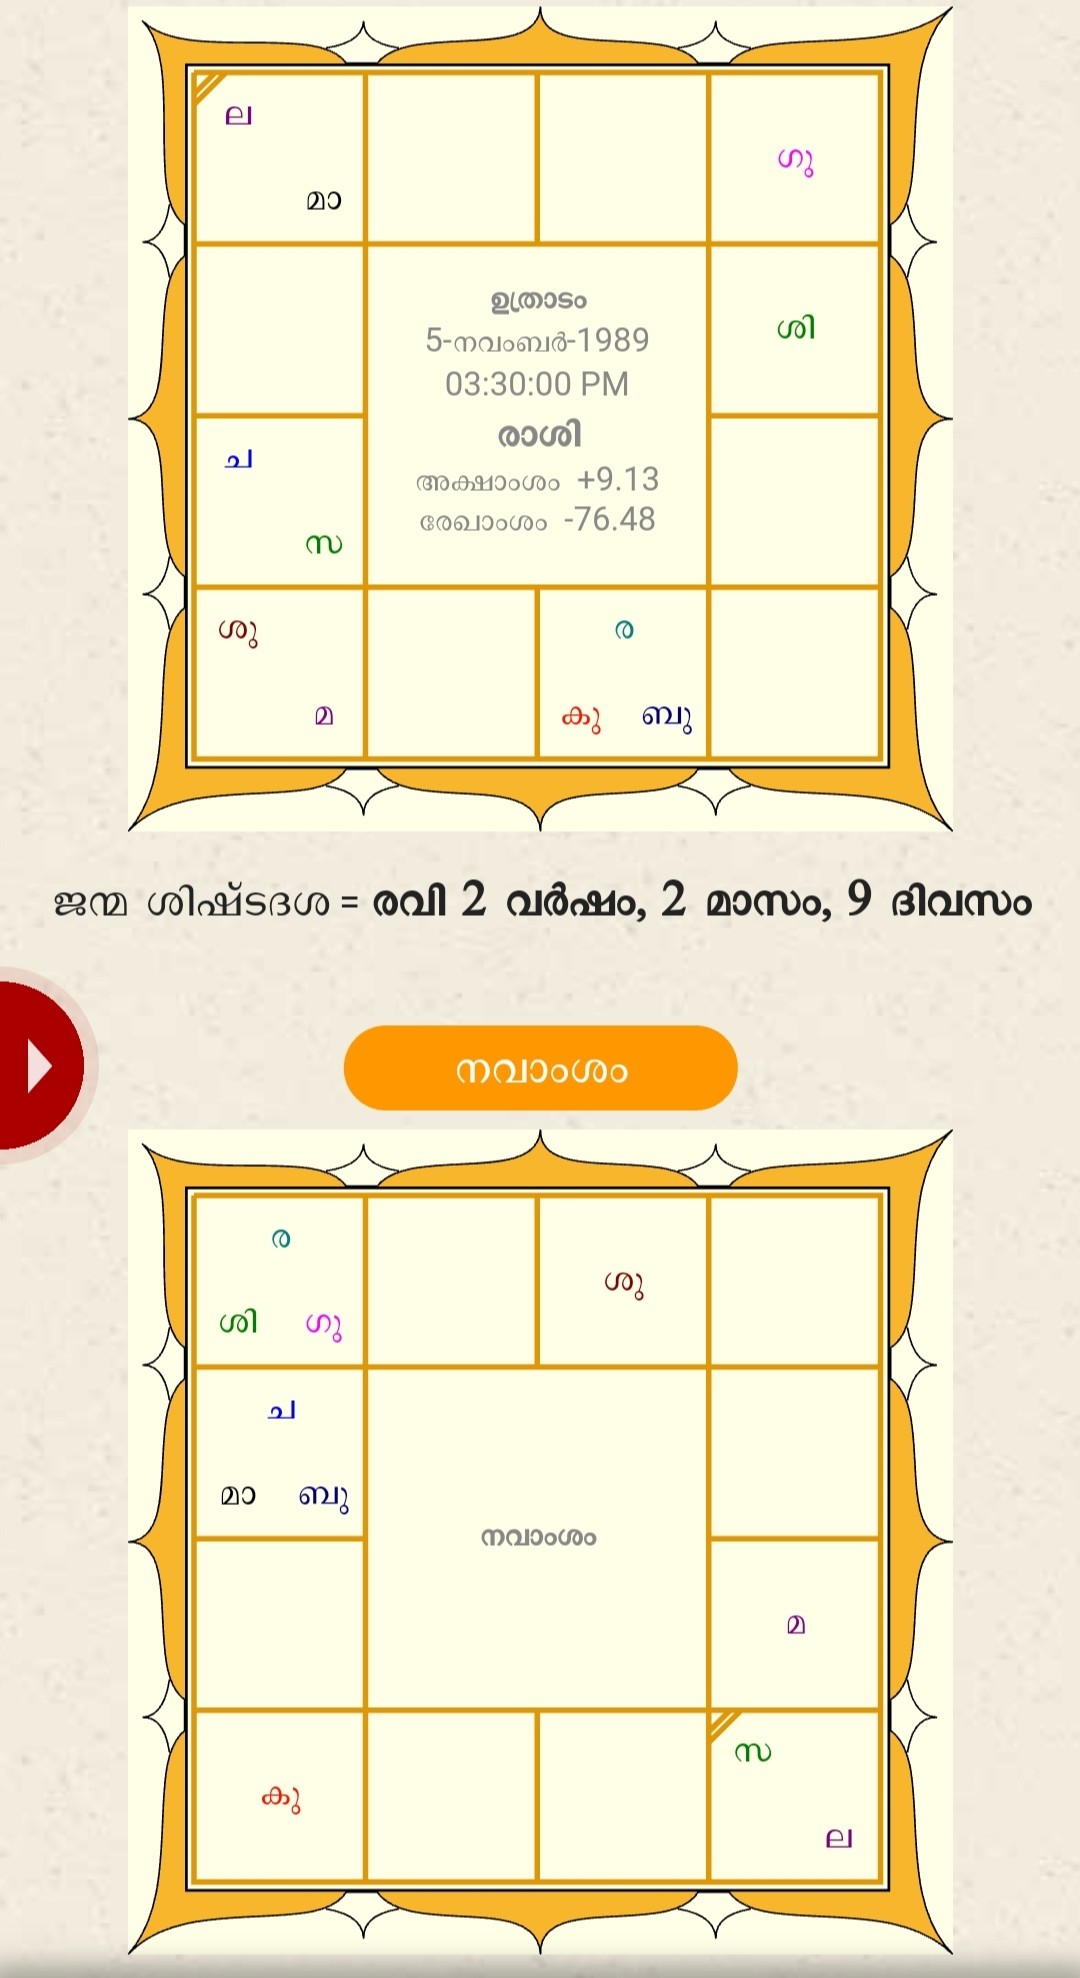 ല
ഗു
മാ
ഉത്രാടം
ശി
5-നവംബർ-1989
03:30:00 PM
രാശി
ച
അക്ഷാംശം +9.13
രേഖാംശം -76.48
സ
ശു
ര
മ
കു ബു
ജന്മ ശിഷ്ടദശ = രവി 2 വർഷം, 2 മാസം, 9 ദിവസം
നവാംശം
ര
ശു
ശി ഗു
ച
മാ ബു
നവാംശം
മ
സ
കു
ല